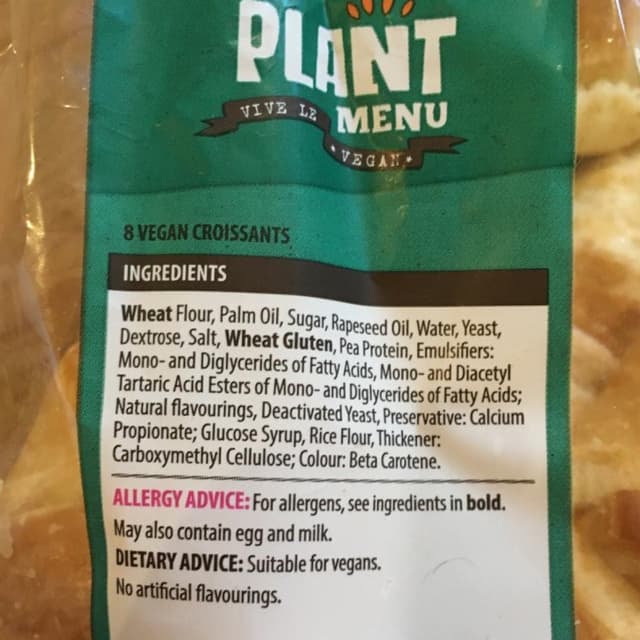 PLANT
VIVE LE MENU
• VEGAN •
8 VEGAN CROISSANTS
INGREDIENTS
Wheat Flour, Palm Oil, Sugar, Rapeseed Oil, Water, Yeast,
Dextrose, Salt, Wheat Gluten, Pea Protein, Emulsifiers:
Mono- and Diglycerides of Fatty Acids, Mono- and Diacetyl
Tartaric Acid Esters of Mono- and Diglycerides of Fatty Acids;
Natural flavourings, Deactivated Yeast, Preservative: Calcium
Propionate; Glucose Syrup, Rice Flour, Thickener:
Carboxymethyl Cellulose; Colour: Beta Carotene.
ALLERGY ADVICE: For allergens, see ingredients in bold.
May also contain egg and milk.
DIETARY ADVICE: Suitable for vegans.
No artificial flavourings.